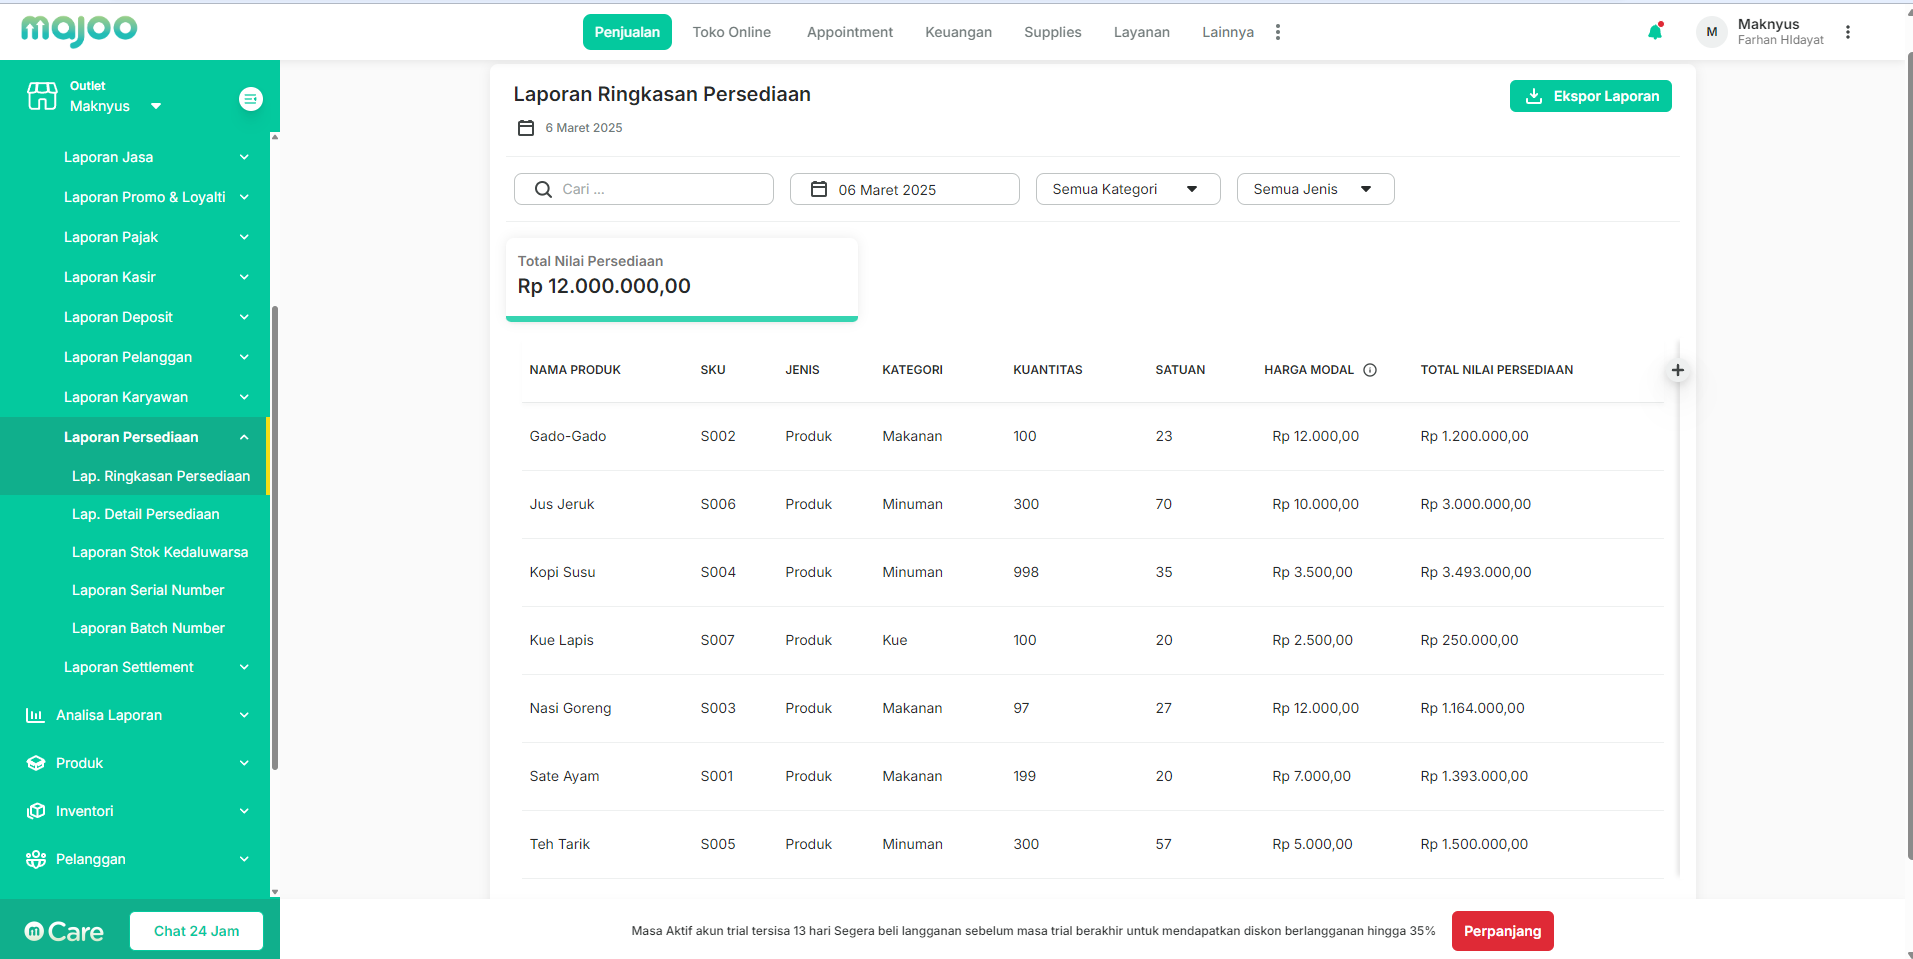 majoo
Penjualan
Toko Online
Appointment
Keuangan
Supplies
Layanan
Lainnya
M
Maknyus
Farhan HIdayat
Outlet
Maknyus
Laporan Jasa
Laporan Promo & Loyalti
Laporan Pajak
Laporan Kasir
Laporan Deposit
Laporan Pelanggan
Laporan Karyawan
Laporan Persediaan
Lap. Ringkasan Persediaan
Lap. Detail Persediaan
Laporan Stok Kedaluwarsa
Laporan Serial Number
Laporan Batch Number
Laporan Settlement
Analisa Laporan
Produk
Inventori
Pelanggan
Care
Chat 24 Jam
Laporan Ringkasan Persediaan
6 Maret 2025
Ekspor Laporan
Cari ...
06 Maret 2025
Semua Kategori
Semua Jenis
Total Nilai Persediaan
Rp 12.000.000,00
NAMA PRODUK SKU JENIS KATEGORI KUANTITAS SATUAN HARGA MODAL TOTAL NILAI PERSEDIAAN
Gado-Gado S002 Produk Makanan 100 23 Rp 12.000,00 Rp 1.200.000,00
Jus Jeruk S006 Produk Minuman 300 70 Rp 10.000,00 Rp 3.000.000,00
Kopi Susu S004 Produk Minuman 998 35 Rp 3.500,00 Rp 3.493.000,00
Kue Lapis S007 Produk Kue 100 20 Rp 2.500,00 Rp 250.000,00
Nasi Goreng S003 Produk Makanan 97 27 Rp 12.000,00 Rp 1.164.000,00
Sate Ayam S001 Produk Makanan 199 20 Rp 7.000,00 Rp 1.393.000,00
Teh Tarik S005 Produk Minuman 300 57 Rp 5.000,00 Rp 1.500.000,00
Masa Aktif akun trial tersisa 13 hari Segera beli langganan sebelum masa trial berakhir untuk mendapatkan diskon berlangganan hingga 35%
Perpanjang